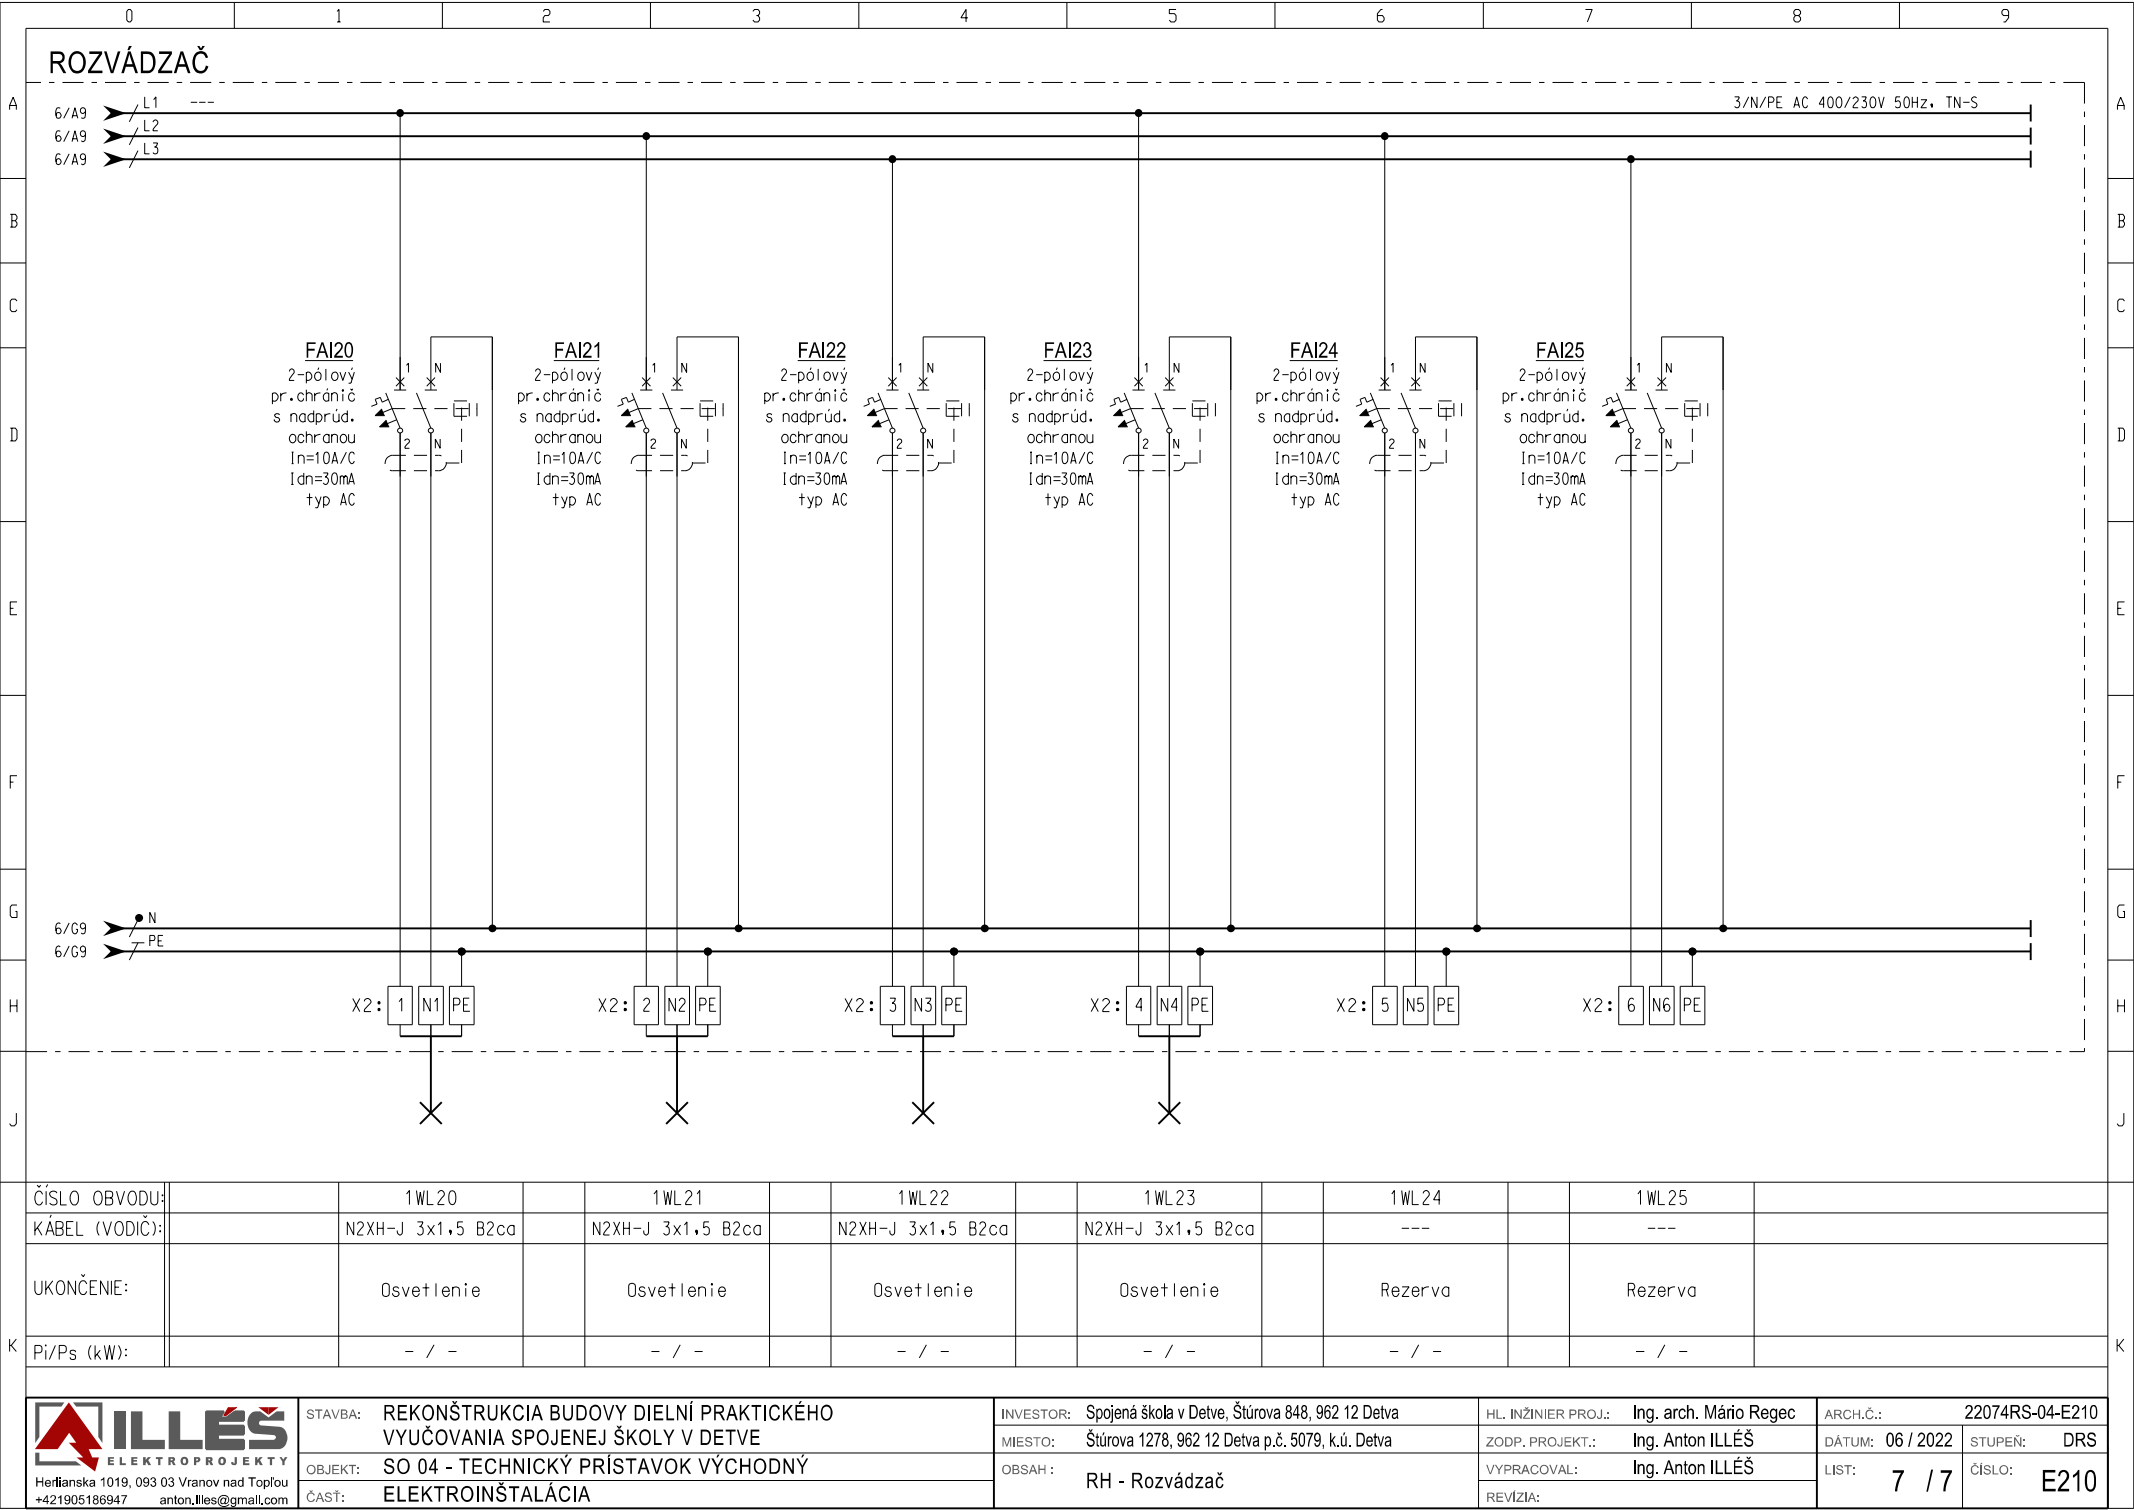 0 1 2 3 4 5 6 7 8 9
ROZVÁDZAČ
A A
6/A9 L1 --- 3/N/PE AC 400/230V 50Hz, TN-S
6/A9 L2
6/A9 L3
B B
C C
FAI20 FAI21 FAI22 FAI23 FAI24 FAI25
1 N 1 N 1 N 1 N 1 N 1 N
2-pólový 2-pólový 2-pólový 2-pólový 2-pólový 2-pólový
pr.chránič pr.chránič pr.chránič pr.chránič pr.chránič pr.chránič
s nadprúd. s nadprúd. s nadprúd. s nadprúd. s nadprúd. s nadprúd.
D D
ochranou ochranou ochranou ochranou ochranou ochranou
2 N 2 N 2 N 2 N 2 N 2 N
In=10A/C In=10A/C In=10A/C In=10A/C In=10A/C In=10A/C
Idn=30mA Idn=30mA Idn=30mA Idn=30mA Idn=30mA Idn=30mA
typ AC typ AC typ AC typ AC typ AC typ AC
E E
F F
G G
6/G9 N
6/G9 PE
H X2: 1 N1 PE X2: 2 N2 PE X2: 3 N3 PE X2: 4 N4 PE X2: 5 N5 PE X2: 6 N6 PE H
J J
ČÍSLO OBVODU: 1WL20 1WL21 1WL22 1WL23 1WL24 1WL25
KÁBEL (VODIČ): N2XH-J 3x1,5 B2ca N2XH-J 3x1,5 B2ca N2XH-J 3x1,5 B2ca N2XH-J 3x1,5 B2ca --- ---
UKONČENIE: Osvetlenie Osvetlenie Osvetlenie Osvetlenie Rezerva Rezerva
K K
Pi/Ps (kW): - / - - / - - / - - / - - / - - / -
ILLÉŠ
ELEKTROPROJEKTY
Herlianska 1019, 093 03 Vranov nad Topľou
+421905186947 anton.illes@gmail.com
STAVBA: REKONŠTRUKCIA BUDOVY DIELNÍ PRAKTICKÉHO
VYUČOVANIA SPOJENEJ ŠKOLY V DETVE
OBJEKT: SO 04 - TECHNICKÝ PRÍSTAVOK VÝCHODNÝ
ČASŤ: ELEKTROINŠTALÁCIA
INVESTOR: Spojená škola v Detve, Štúrova 848, 962 12 Detva
MIESTO: Štúrova 1278, 962 12 Detva p.č. 5079, k.ú. Detva
OBSAH : RH - Rozvádzač
HL. INŽINIER PROJ.: Ing. arch. Mário Regec
ZODP. PROJEKT.: Ing. Anton ILLÉŠ
VYPRACOVAL: Ing. Anton ILLÉŠ
REVÍZIA:
ARCH.Č.: 22074RS-04-E210
DÁTUM: 06 / 2022 STUPEŇ: DRS
LIST: 7 / 7 ČÍSLO: E210